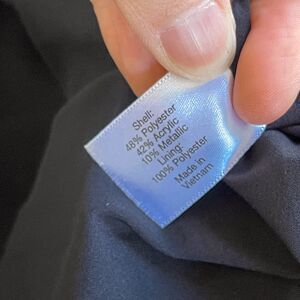 Shell:
48% Polyester
42% Acrylic
10% Metallic
Lining:
100% Polyester
Made in
Vietnam